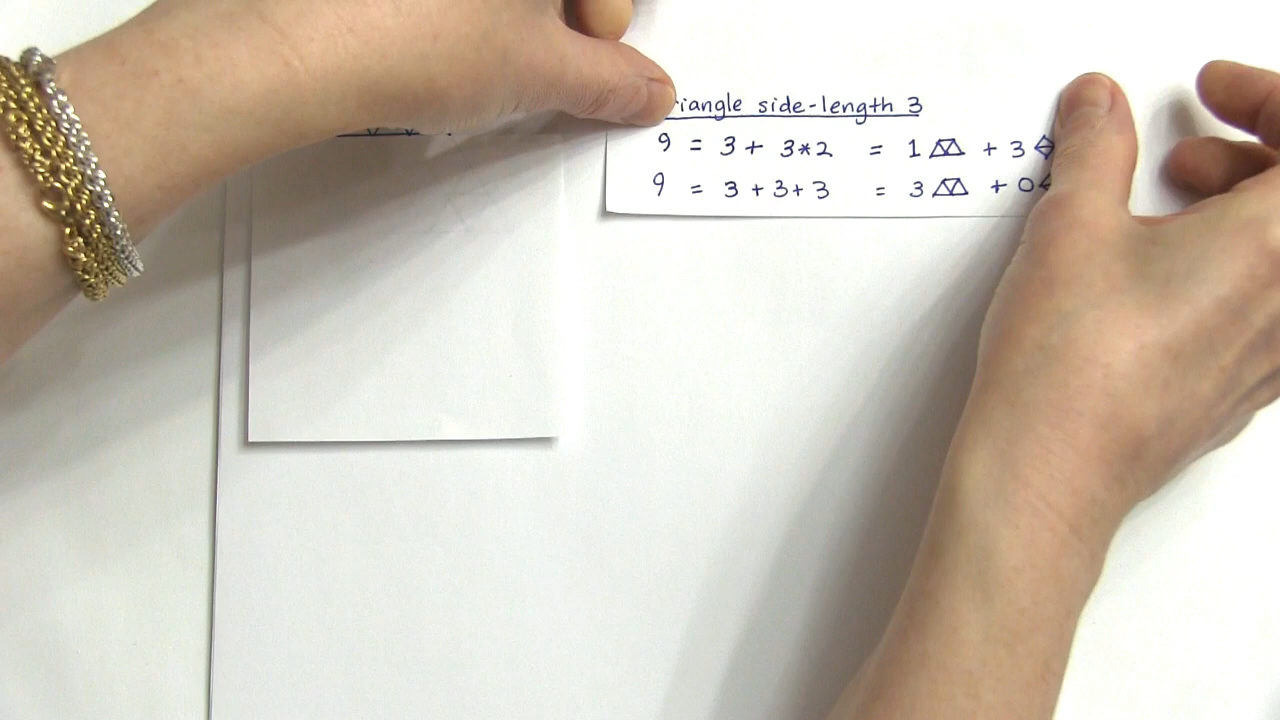 riangle side-length 3
9 = 3 + 3*2 = 1 + 3
9 = 3 + 3 + 3 = 3 + 0